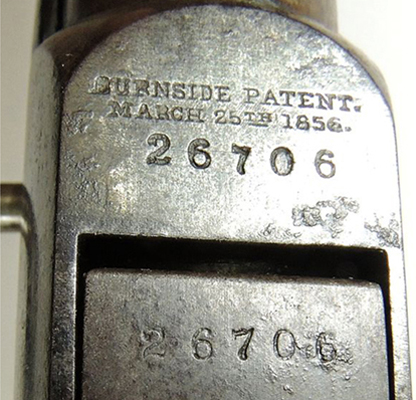 BURNSIDE PATENT.
MARCH 25TH 1856.
26706
26706